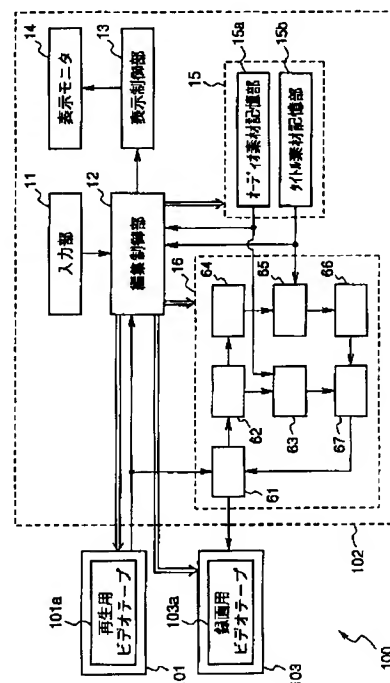 14
表示モニタ
13
表示制御部
11
入力部
12
編集制御部
15
15a
オーディオ素材記憶部
15b
タイトル素材記憶部
16
64
65
66
62
63
67
61
101a
再生用
ビデオテープ
01
103a
録画用
ビデオテープ
103
102
100